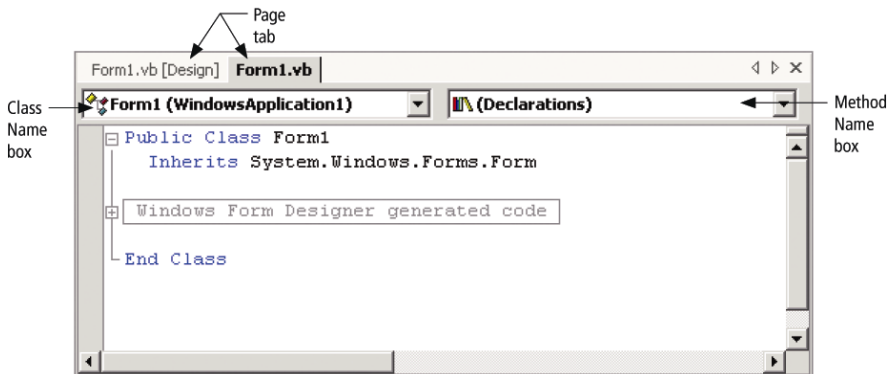 Page
tab
Form1.vb [Design] Form1.vb
Class
Name
box
Form1 (WindowsApplication1)
(Declarations)
Method
Name
box
Public Class Form1
Inherits System.Windows.Forms.Form
Windows Form Designer generated code
End Class